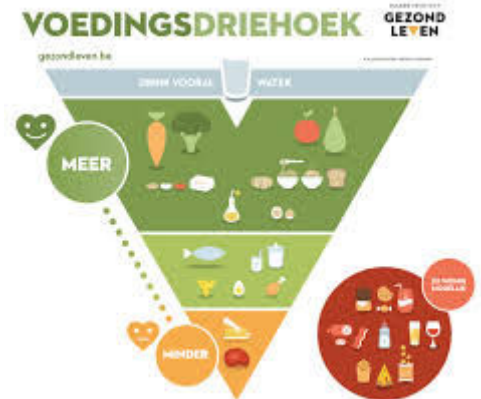 VOEDINGSDRIEHOEK
GEZOND
LEVEN
gezondleven.be
DRINK VOORAL WATER
MEER
MINDER
ZO WEINIG
MOGELIJK